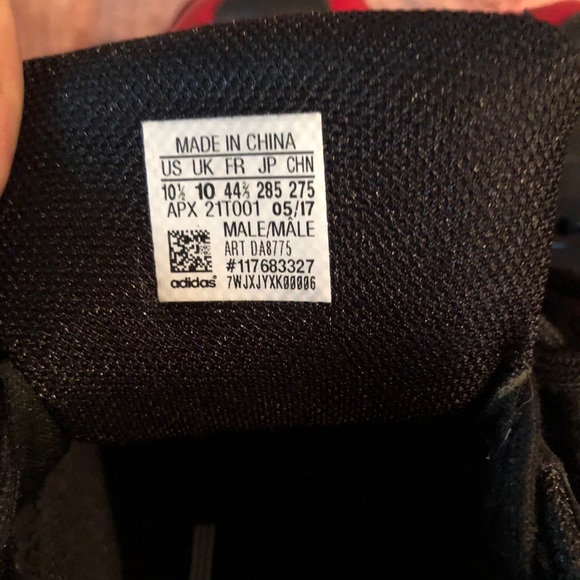 MADE IN CHINA
US UK FR JP CHN
10½ 10 44⅔ 285 275
APX 21T001 05/17
MALE/MÂLE
ART DA8775
#117683327
adidas® 7WJXJYXK00006